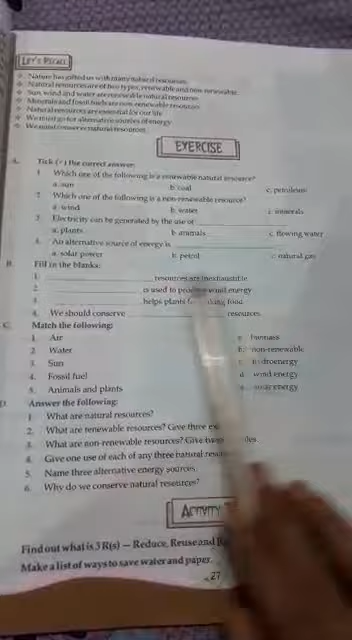 LET'S RECALL
Nature has gifted us with many natural resources.
Natural resources are of two types, renewable and non-renewable.
Sun, wind and water are renewable natural resources.
Minerals and fossil fuels are non-renewable resources.
Natural resources are essential for our life.
We must go for alternative sources of energy.
We must conserve natural resources.
EXERCISE
A. Tick (✓) the correct answer:
1. Which one of the following is a renewable natural resource?
a. sun b. coal c. petroleum
2. Which one of the following is a non-renewable resource?
a. wind b. water c. minerals
3. Electricity can be generated by the use of
a. plants b. animals c. flowing water
4. An alternative source of energy is
a. solar power b. petrol c. natural gas
B. Fill in the blanks:
1. resources are inexhaustible
2. is used to produce wind energy
3. helps plants food
4. We should conserve resources.
C. Match the following:
1. Air a. biomass
2. Water b. non-renewable
3. Sun c. hydroenergy
4. Fossil fuel d. wind energy
5. Animals and plants energy
D. Answer the following:
1. What are natural resources?
2. What are renewable resources? Give three
3. What are non-renewable resources? Give
4. Give one use of each of any three natural
5. Name three alternative energy sources.
6. Why do we conserve natural resources?
ACTIVITY
Find out what is 3 R(s) — Reduce, Reuse and
Make a list of ways to save water and paper.
27